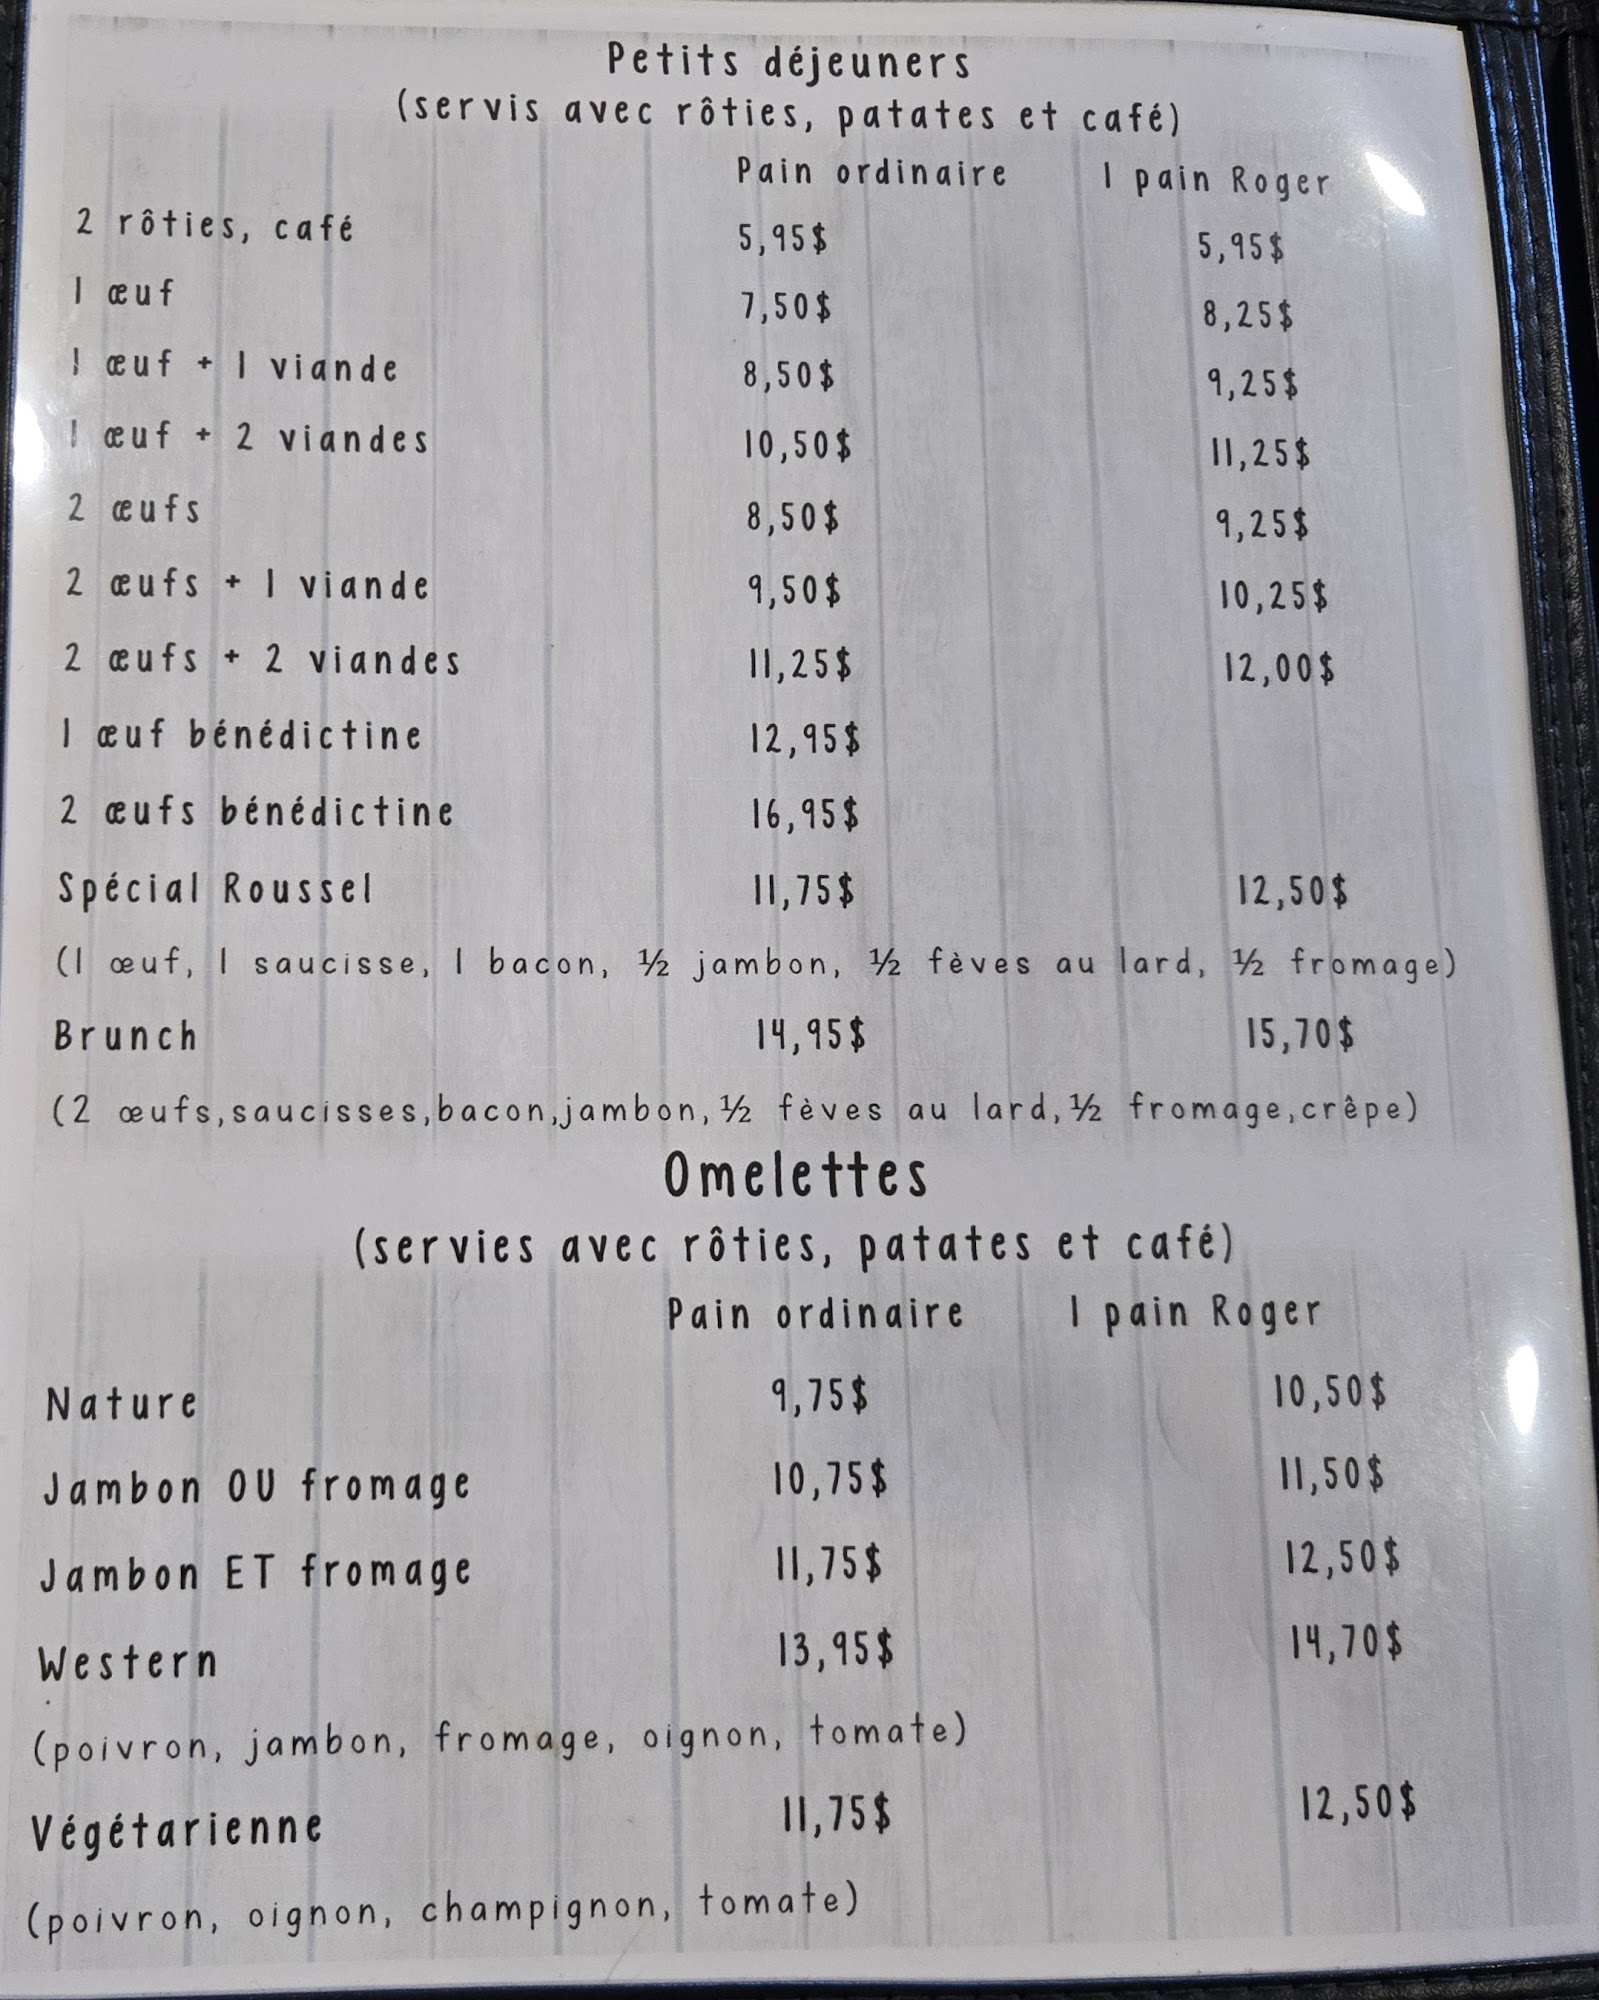 Petits déjeuners
(servis avec rôties, patates et café)
Pain ordinaire 1 pain Roger
2 rôties, café 5,95$ 5,95$
1 œuf 7,50$ 8,25$
1 œuf + 1 viande 8,50$ 9,25$
1 œuf + 2 viandes 10,50$ 11,25$
2 œufs 8,50$ 9,25$
2 œufs + 1 viande 9,50$ 10,25$
2 œufs + 2 viandes 11,25$ 12,00$
1 œuf bénédictine 12,95$
2 œufs bénédictine 16,95$
Spécial Roussel 11,75$ 12,50$
(1 œuf, 1 saucisse, 1 bacon, ½ jambon, ½ fèves au lard, ½ fromage)
Brunch 14,95$ 15,70$
(2 œufs,saucisses,bacon,jambon,½ fèves au lard,½ fromage,crêpe)
Omelettes
(servies avec rôties, patates et café)
Pain ordinaire 1 pain Roger
Nature 9,75$ 10,50$
Jambon OU fromage 10,75$ 11,50$
Jambon ET fromage 11,75$ 12,50$
Western 13,95$ 14,70$
(poivron, jambon, fromage, oignon, tomate)
Végétarienne 11,75$ 12,50$
(poivron, oignon, champignon, tomate)